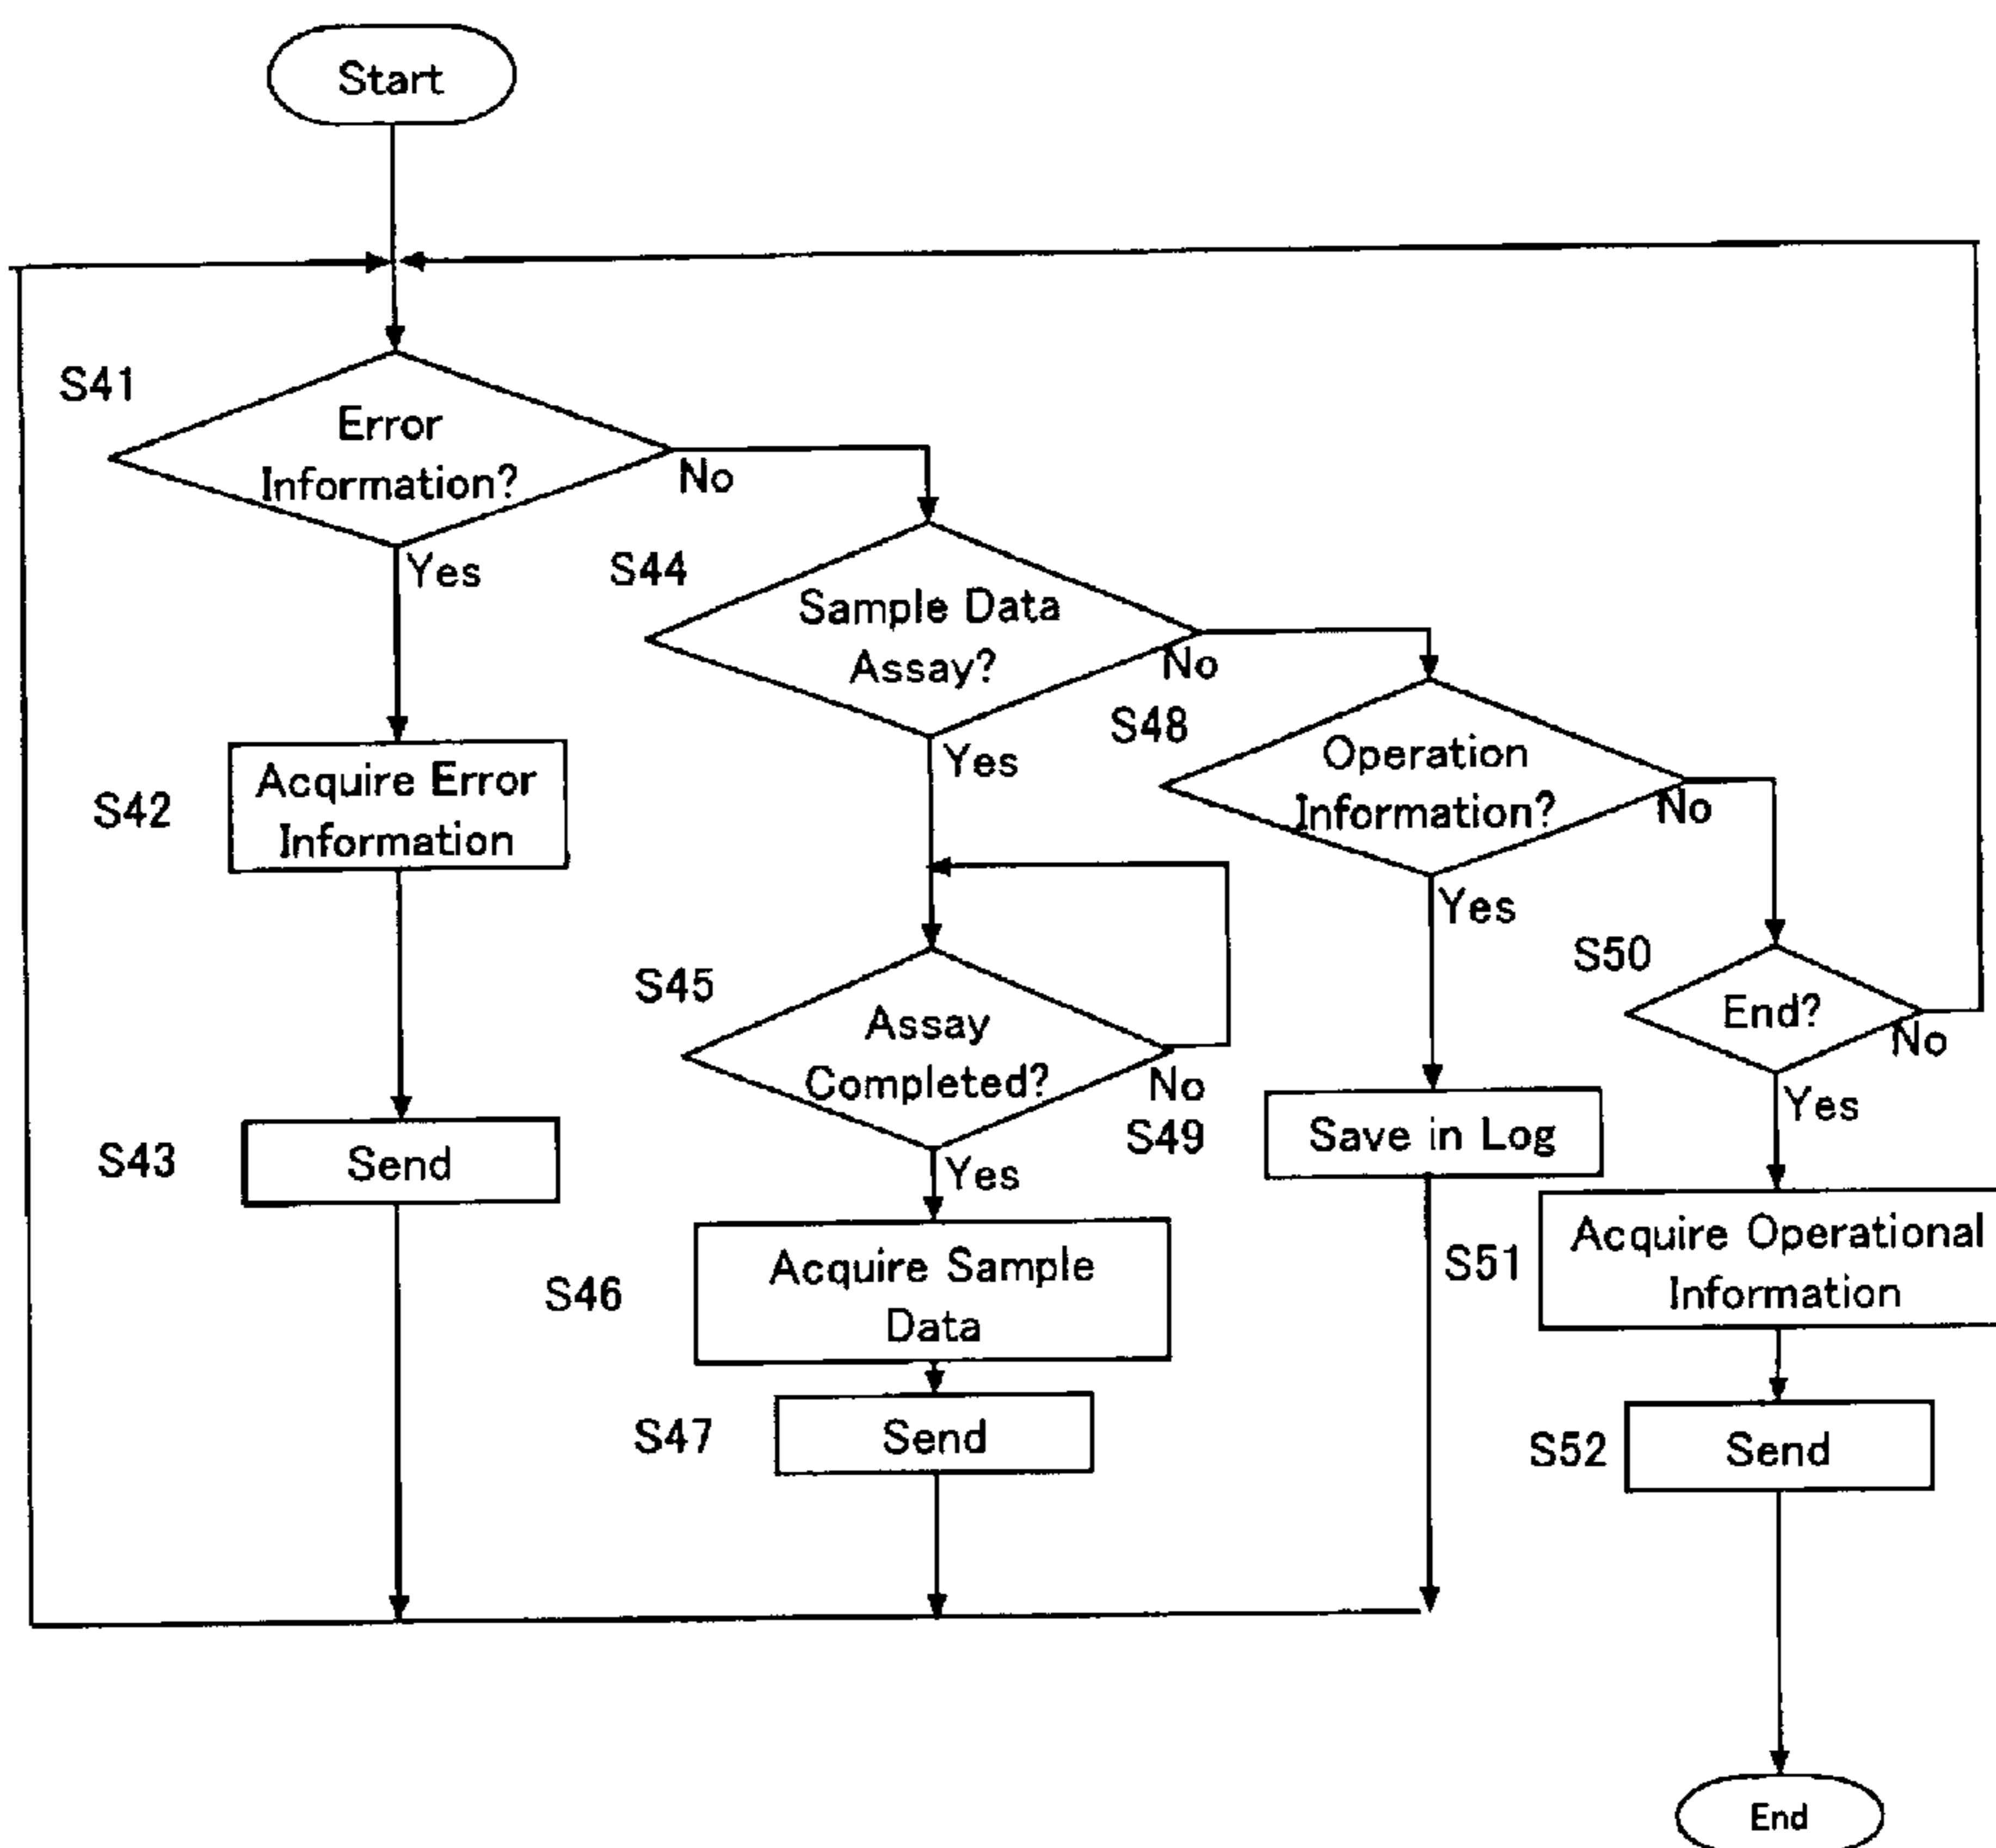 Start
S41
Error
Information?
No
Yes
S42
Acquire Error
Information
S43
Send
S44
Sample Data
Assay?
No
Yes
S45
Assay
Completed?
No
Yes
S46
Acquire Sample
Data
S47
Send
S48
Operation
Information?
No
Yes
S49
Save in Log
S50
End?
No
Yes
S51
Acquire Operational
Information
S52
Send
End